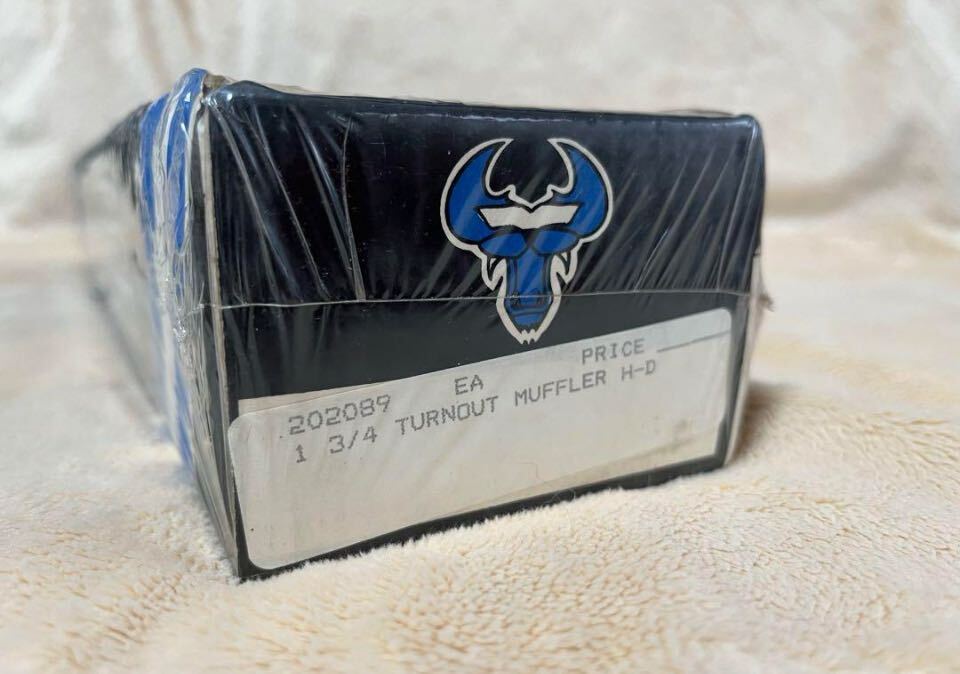 202089 EA PRICE
1 3/4 TURNOUT MUFFLER H-D